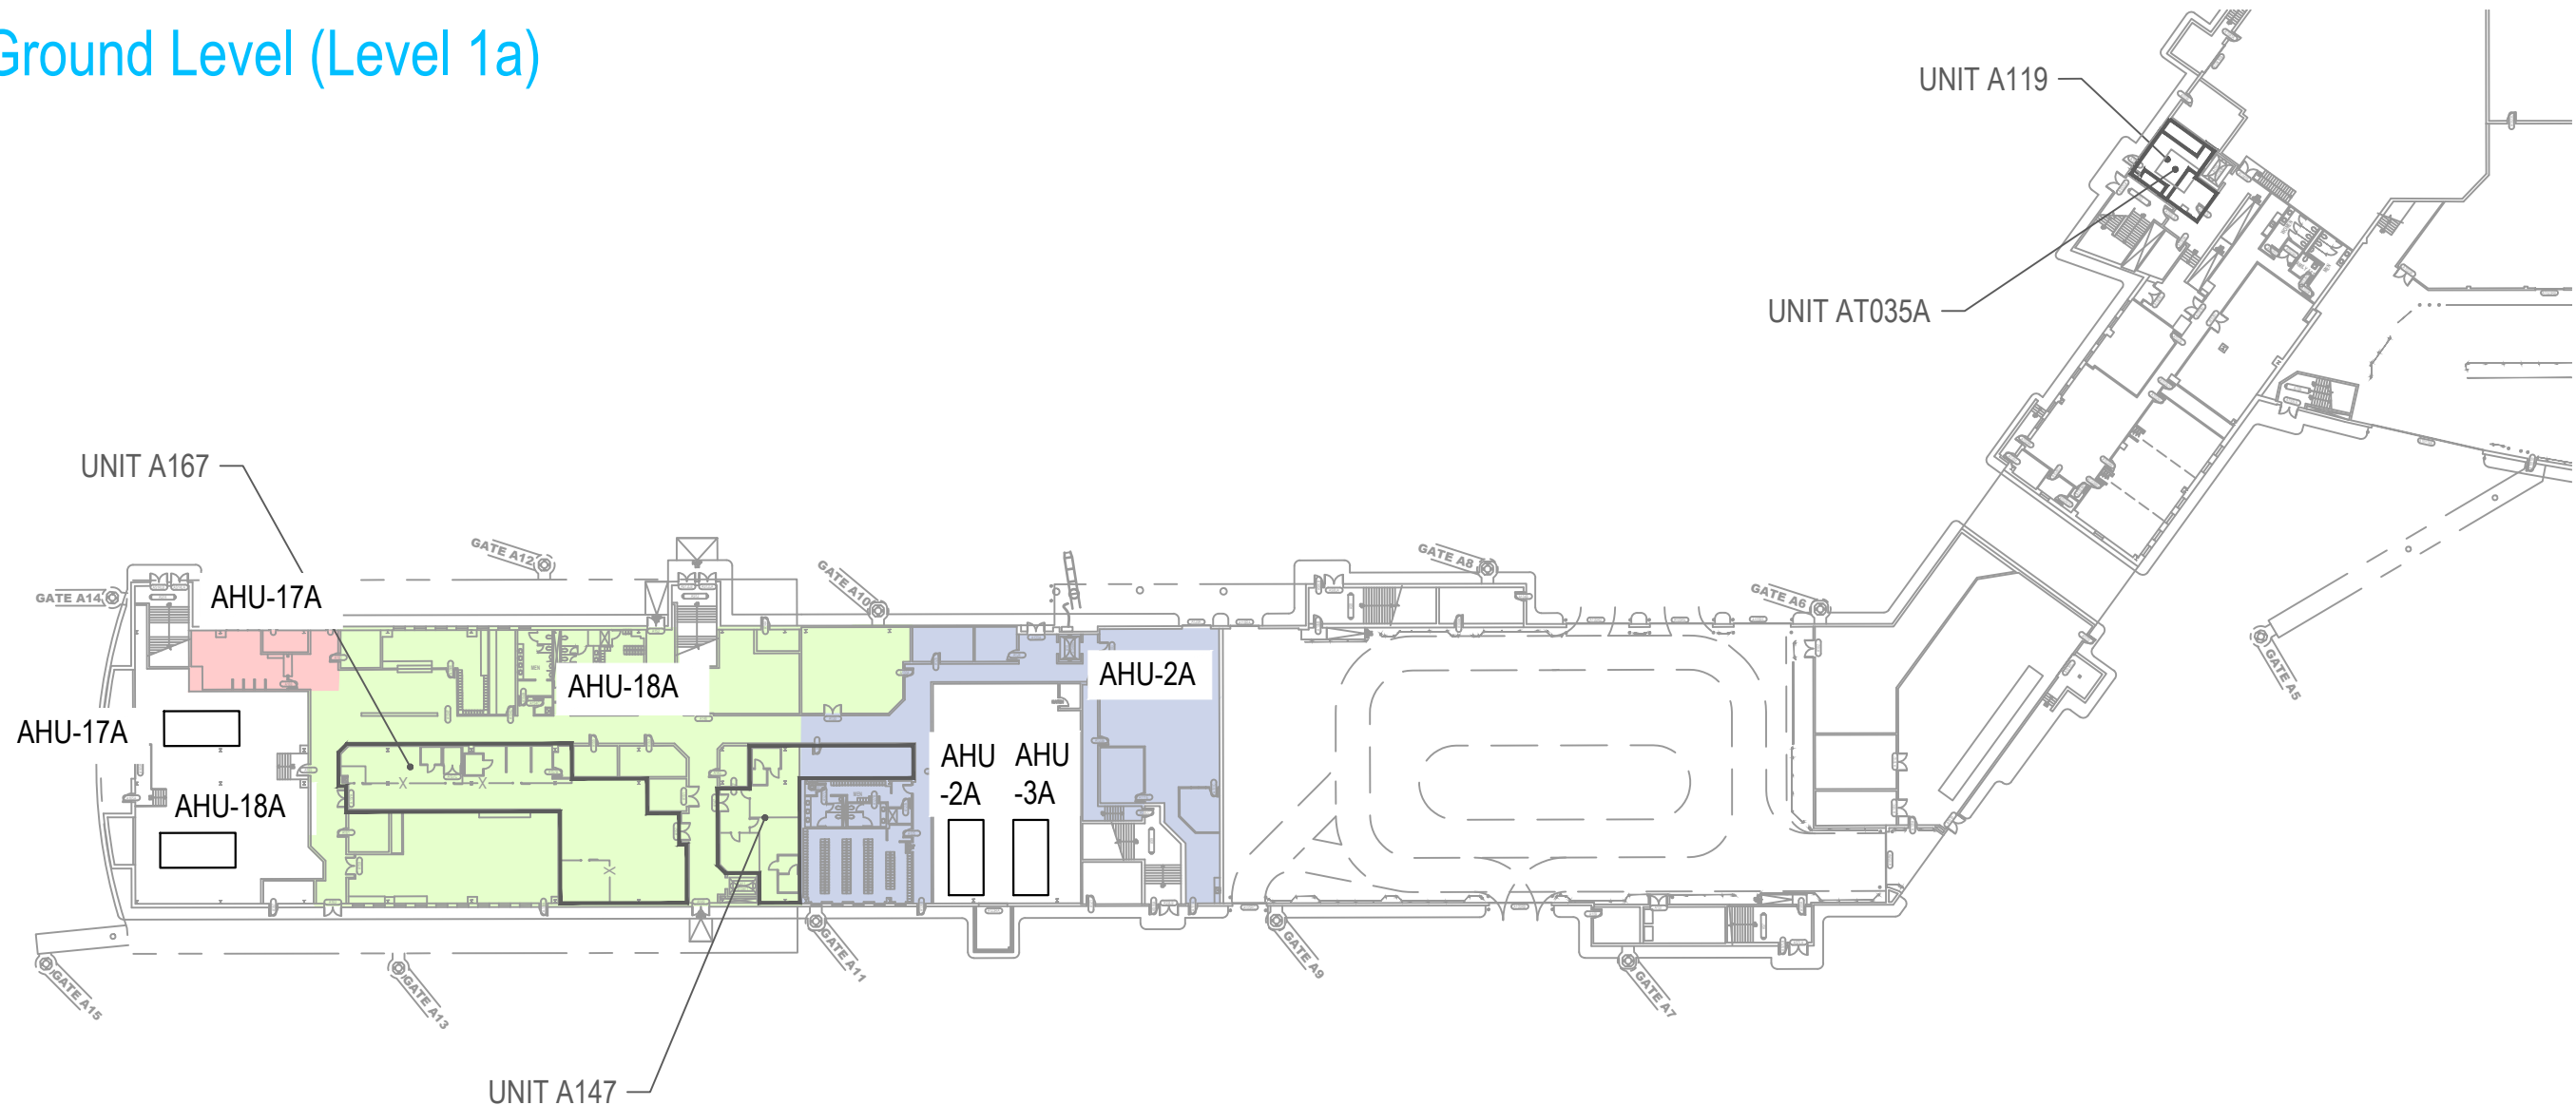 Ground Level (Level 1a)
UNIT A119
UNIT AT035A
UNIT A167
GATE A12
GATE A8
GATE A10
GATE A14
AHU-17A
GATE A6
GATE A5
AHU-18A
AHU-2A
AHU-17A
AHU
-2A
AHU
-3A
AHU-18A
GATE A11
GATE A9
GATE A15
GATE A13
GATE A7
UNIT A147